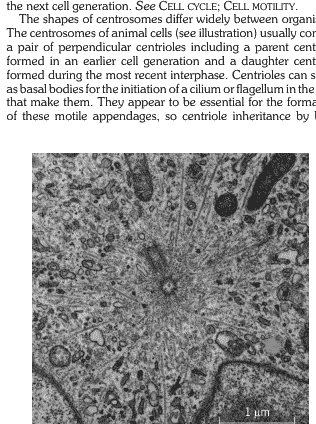 the next cell generation. See CELL CYCLE; CELL MOTILITY.
The shapes of centrosomes differ widely between organi
The centrosomes of animal cells (see illustration) usually con
a pair of perpendicular centrioles including a parent cent
formed in an earlier cell generation and a daughter cent
formed during the most recent interphase. Centrioles can s
as basal bodies for the initiation of a cilium or flagellum in the
that make them. They appear to be essential for the forma
of these motile appendages, so centriole inheritance by
1 μm